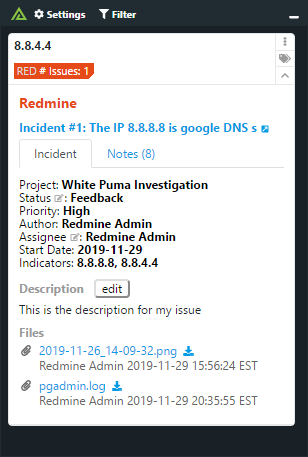 Settings Filter
8.8.4.4
RED # Issues: 1
Redmine
Incident #1: The IP 8.8.8.8 is google DNS s
Incident Notes (8)
Project: White Puma Investigation
Status : Feedback
Priority: High
Author: Redmine Admin
Assignee : Redmine Admin
Start Date: 2019-11-29
Indicators: 8.8.8.8, 8.8.4.4
Description edit
This is the description for my issue
Files
2019-11-26_14-09-32.png
Redmine Admin 2019-11-29 15:56:24 EST
pgadmin.log
Redmine Admin 2019-11-29 20:35:55 EST